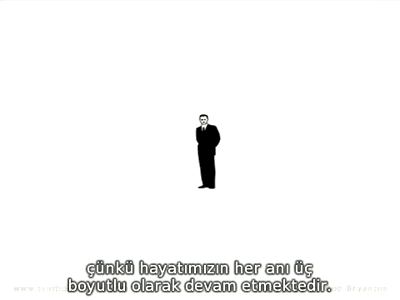 çünkü hayatımızın her anı üç
boyutlu olarak devam etmektedir.